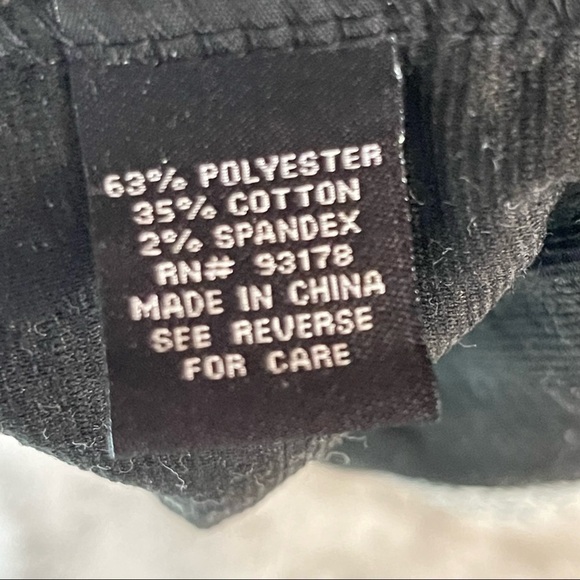 63% POLYESTER
35% COTTON
2% SPANDEX
RN# 93178
MADE IN CHINA
SEE REVERSE
FOR CARE